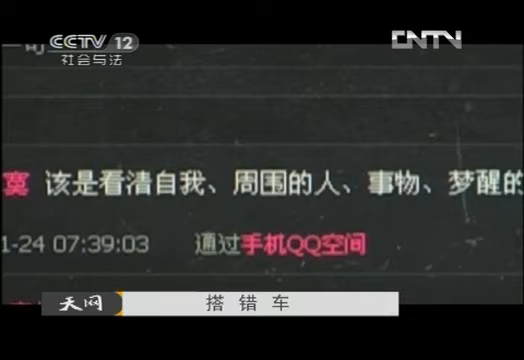 CCTV 12 CNTV
社会与法
寞 该是看清自我、周围的人、事物、梦醒的
1-24 07:39:03 通过手机QQ空间
天网 搭错车